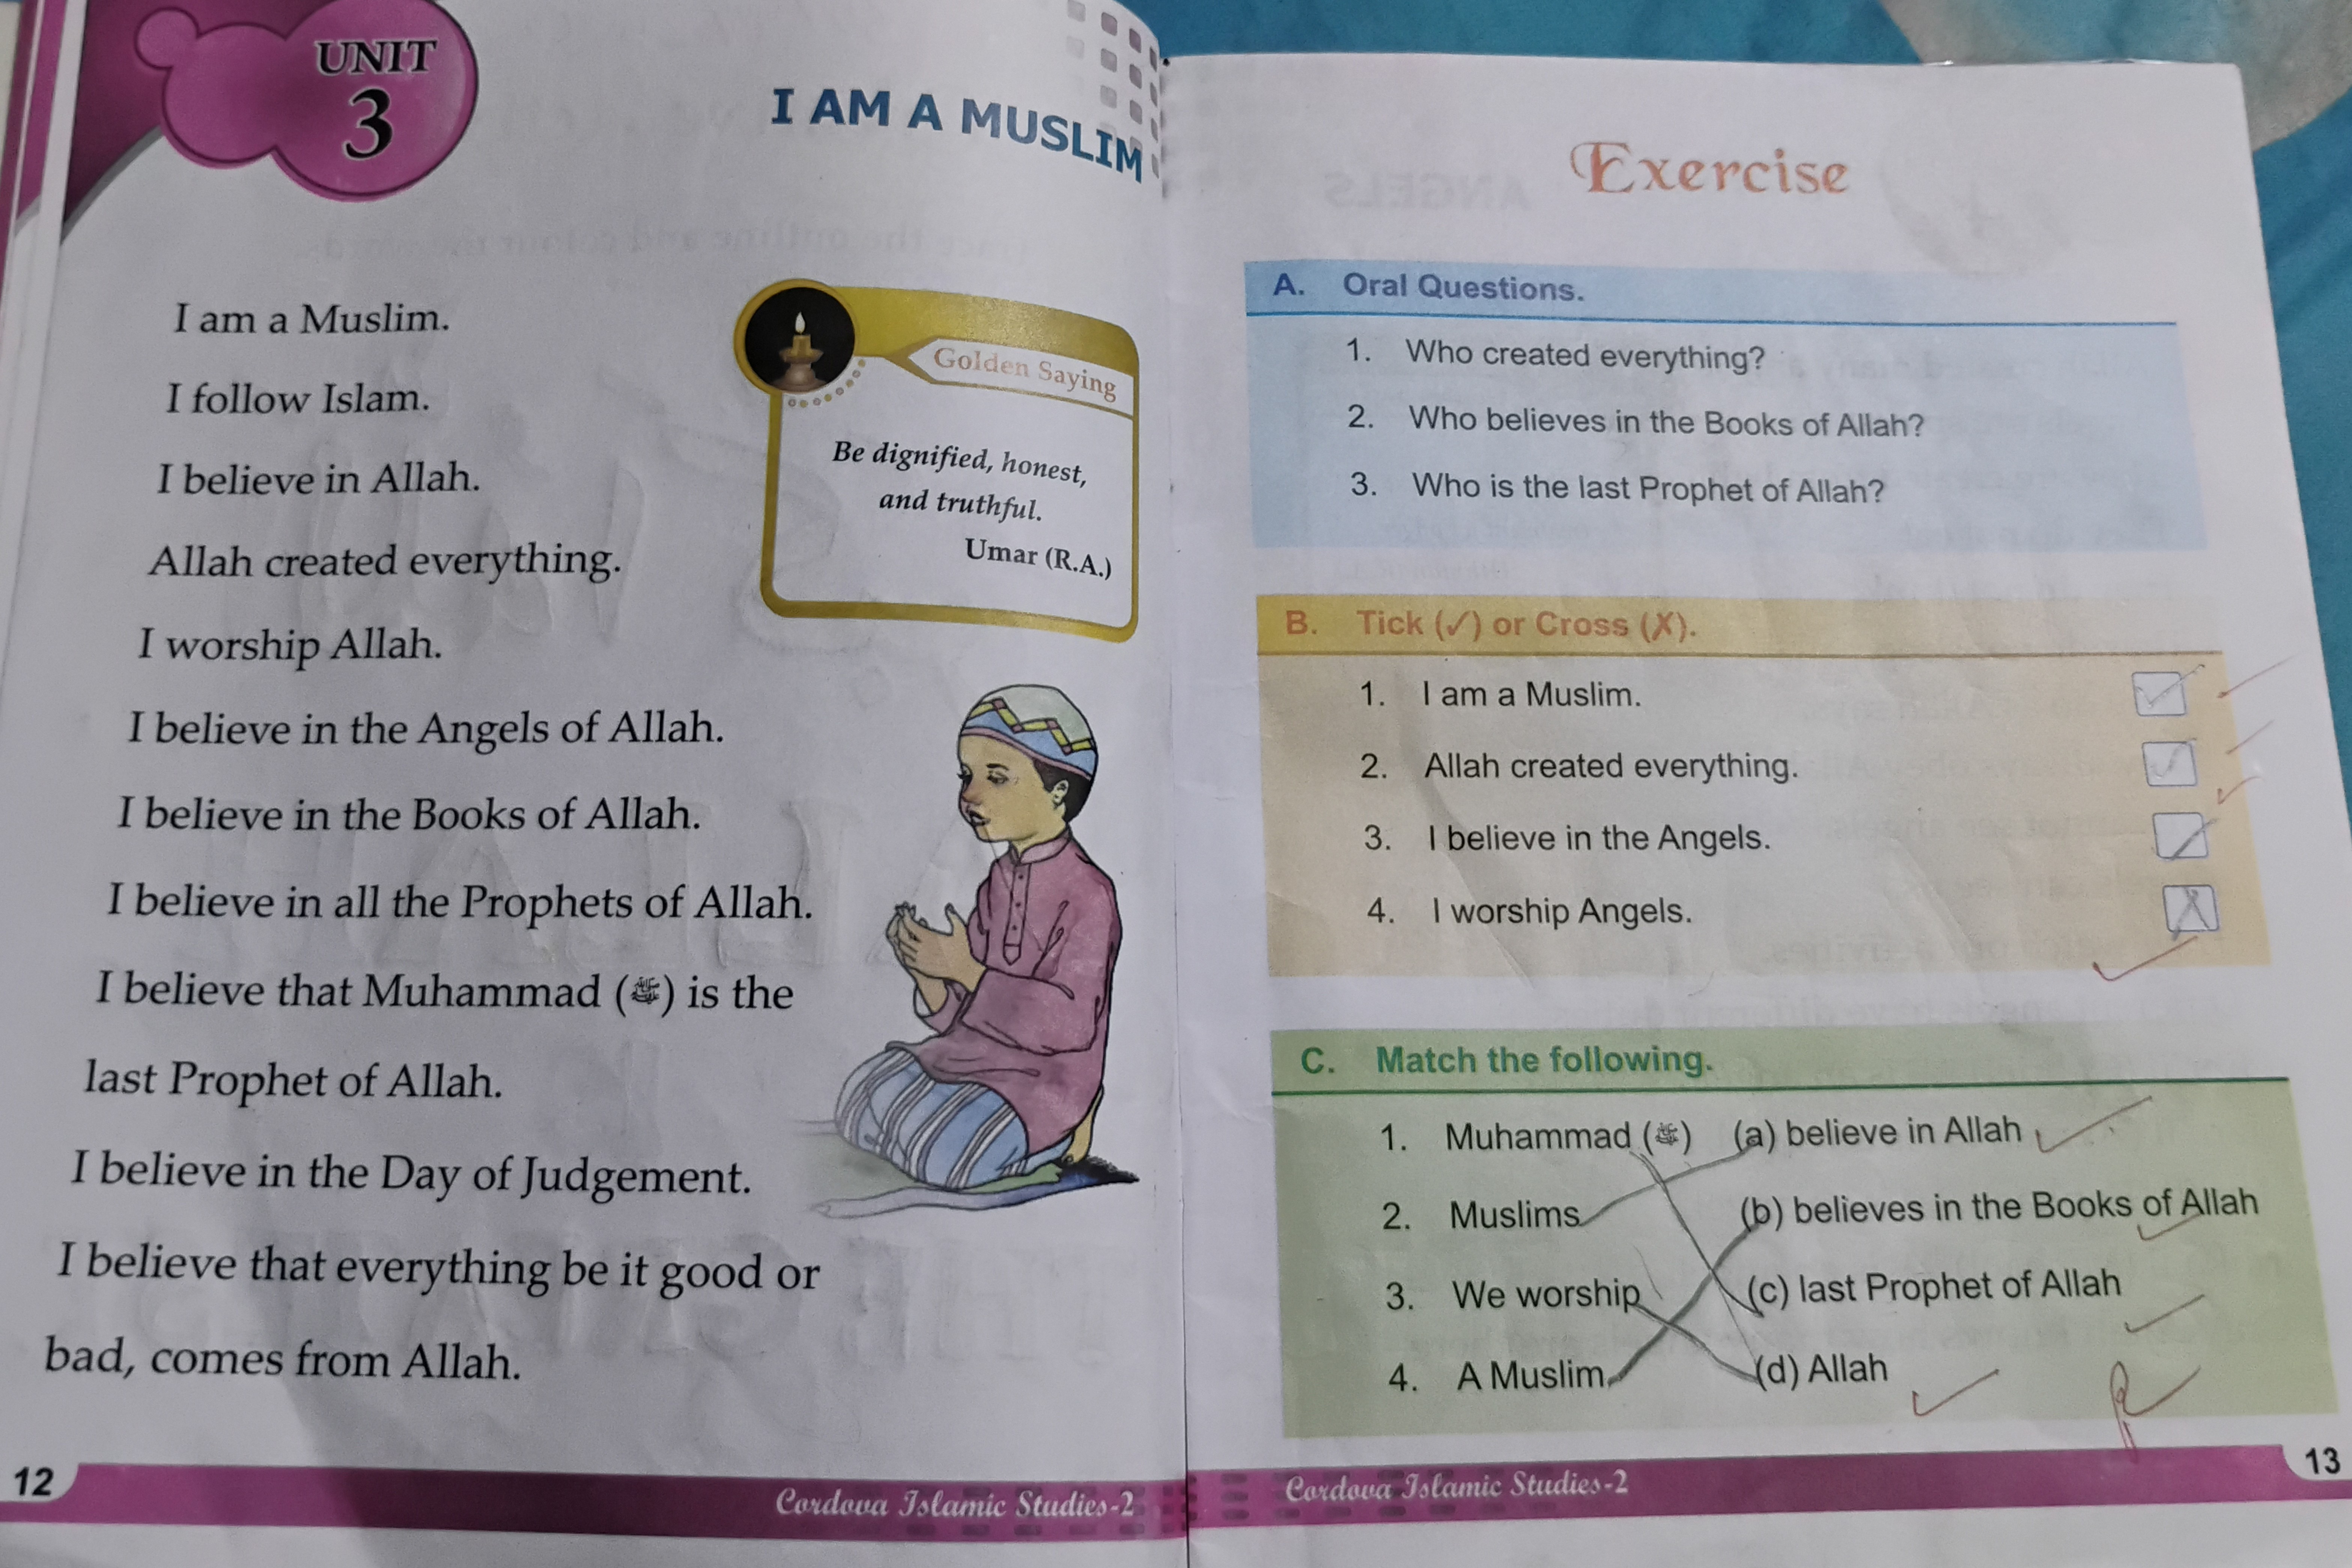 UNIT
3
I AM A MUSLIM
I am a Muslim.
I follow Islam.
I believe in Allah.
Allah created everything.
I worship Allah.
I believe in the Angels of Allah.
I believe in the Books of Allah.
I believe in all the Prophets of Allah.
I believe that Muhammad (ﷺ) is the
last Prophet of Allah.
I believe in the Day of Judgement.
I believe that everything be it good or
bad, comes from Allah.
Golden Saying
Be dignified, honest,
and truthful.
Umar (R.A.)
12
Cordova Islamic Studies-2
Exercise
A. Oral Questions.
1. Who created everything?
2. Who believes in the Books of Allah?
3. Who is the last Prophet of Allah?
B. Tick (✓) or Cross (✗).
1. I am a Muslim. ✓
2. Allah created everything. ✓
3. I believe in the Angels. ✓
4. I worship Angels. ✗
C. Match the following.
1. Muhammad (ﷺ) (a) believe in Allah
2. Muslims (b) believes in the Books of Allah
3. We worship (c) last Prophet of Allah
4. A Muslim (d) Allah
Cordova Islamic Studies-2
13